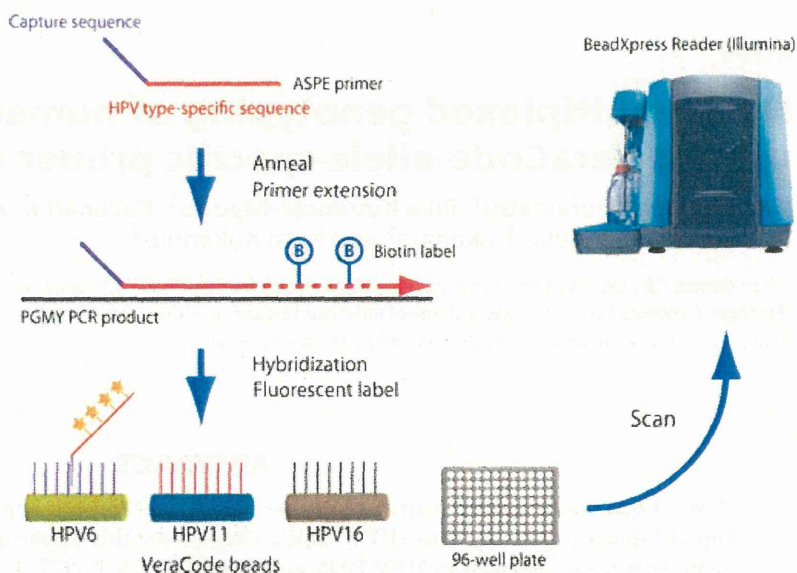 Capture sequence
BeadXpress Reader (Illumina)
ASPE primer
HPV type-specific sequence
Anneal
Primer extension
B
B
Biotin label
PGMY PCR product
Hybridization
Fluorescent label
Scan
HPV6
HPV11
HPV16
VeraCode beads
96-well plate